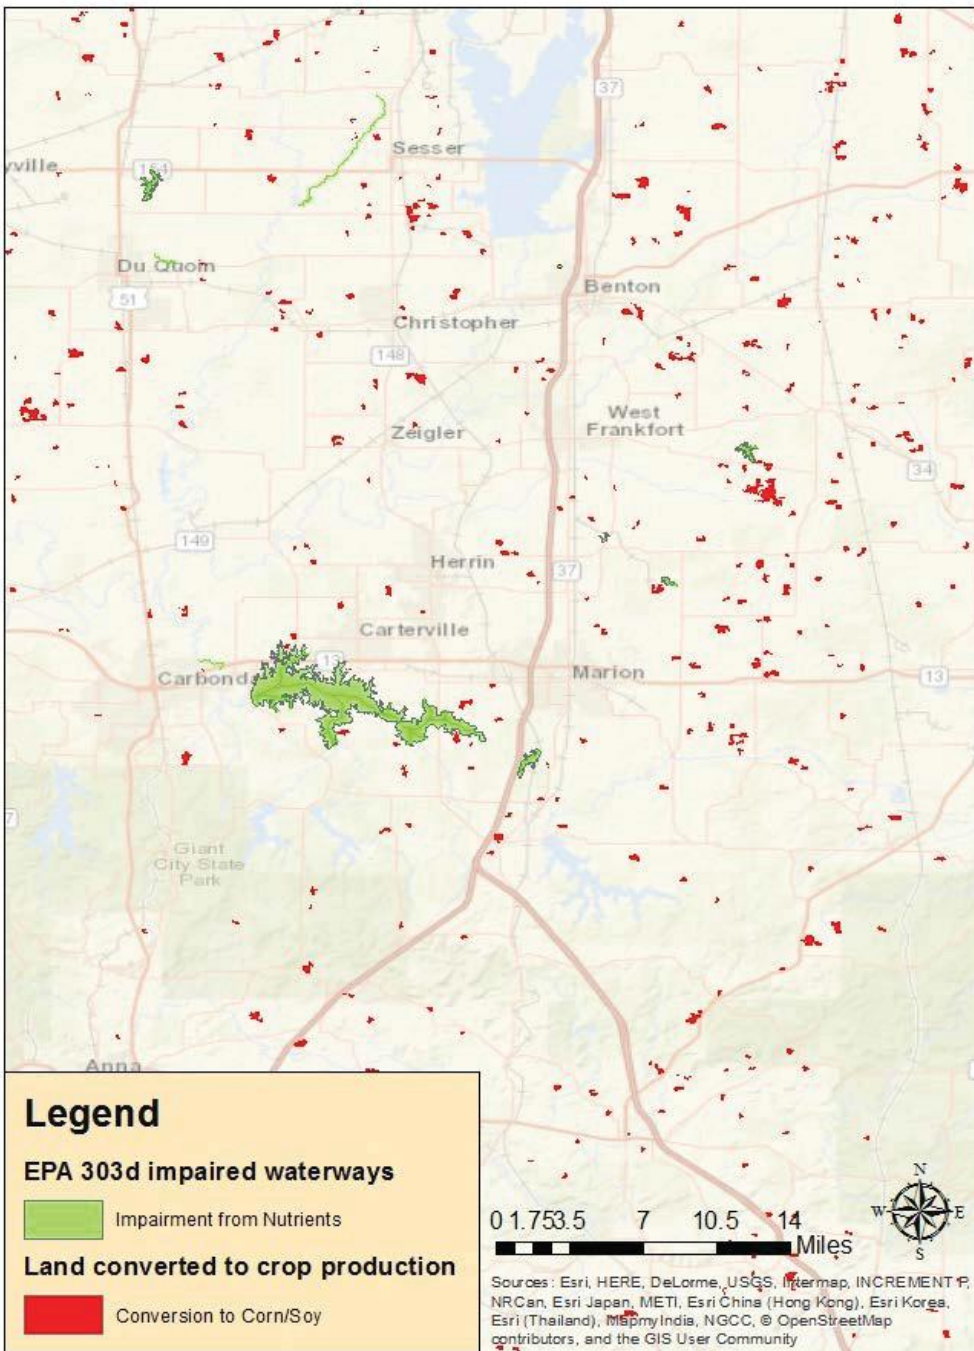 37
Sesser
yville
154
Du Quoin
51
Benton
Christopher
148
West
Frankfort
Zeigler
34
149
Herrin
37
Carterville
13
Carbond
Marion
13
7
Giant
City State
Park
Anna
Legend
EPA 303d impaired waterways
Impairment from Nutrients
Land converted to crop production
Conversion to Corn/Soy
N
W E
S
0 1.75 3.5 7 10.5 14
Miles
Sources: Esri, HERE, DeLorme, USGS, Intermap, INCREMENT P,
NRCan, Esri Japan, METI, Esri China (Hong Kong), Esri Korea,
Esri (Thailand), MapmyIndia, NGCC, © OpenStreetMap
contributors, and the GIS User Community